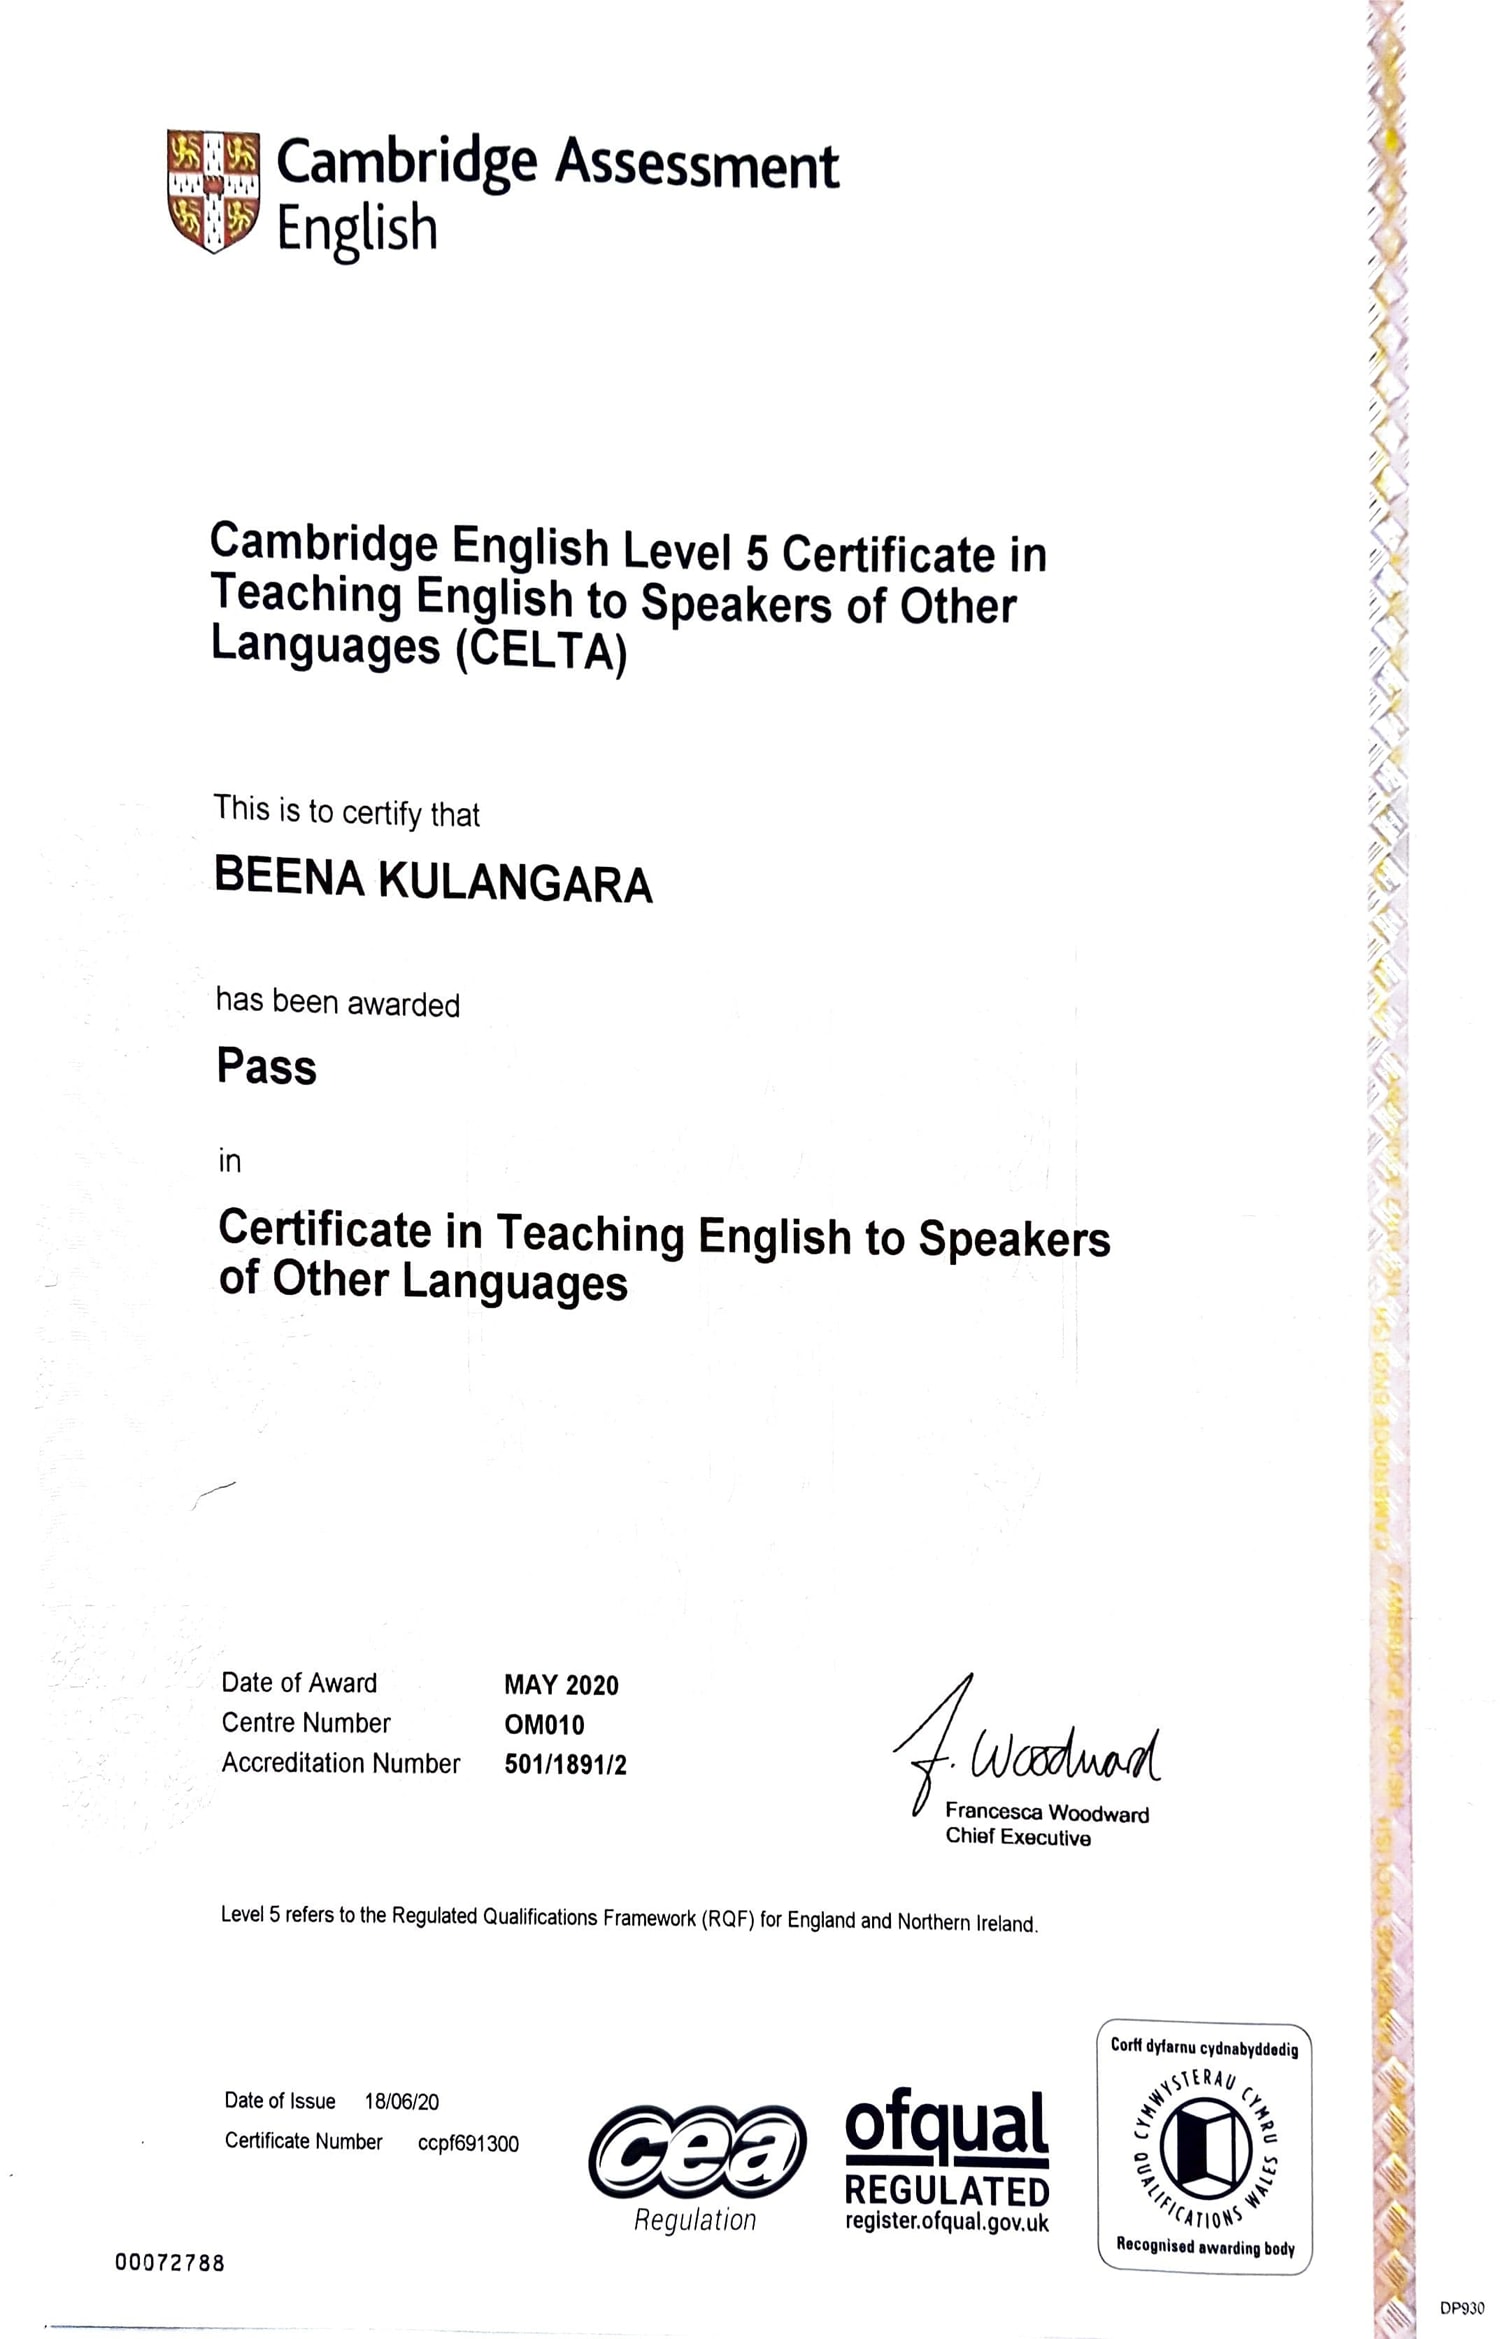 Cambridge Assessment
English
Cambridge English Level 5 Certificate in
Teaching English to Speakers of Other
Languages (CELTA)
This is to certify that
BEENA KULANGARA
has been awarded
Pass
in
Certificate in Teaching English to Speakers
of Other Languages
Date of Award MAY 2020
Centre Number OM010
Accreditation Number 501/1891/2
F. Woodward
Francesca Woodward
Chief Executive
Level 5 refers to the Regulated Qualifications Framework (RQF) for England and Northern Ireland.
Date of Issue 18/06/20
Certificate Number ccpf691300
cea
Regulation
ofqual
REGULATED
register.ofqual.gov.uk
Corff dyfarnu cydnabyddedig
CYMWYSTERAU CYMRU
QUALIFICATIONS WALES
Recognised awarding body
00072788
DP930
CAMBRIDGE ENGLISH